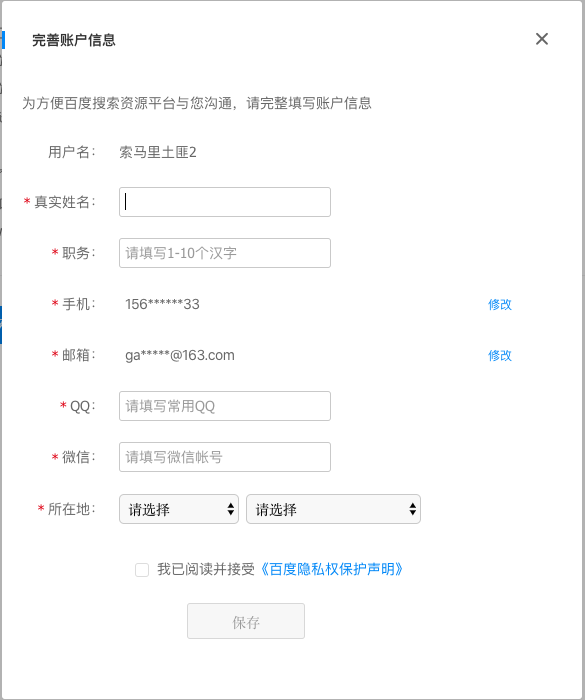 完善账户信息
为方便百度搜索资源平台与您沟通，请完整填写账户信息
用户名： 索马里土匪2
* 真实姓名：
* 职务： 请填写1-10个汉字
* 手机： 156******33 修改
* 邮箱： ga*****@163.com 修改
* QQ： 请填写常用QQ
* 微信： 请填写微信帐号
* 所在地： 请选择 请选择
我已阅读并接受《百度隐私权保护声明》
保存